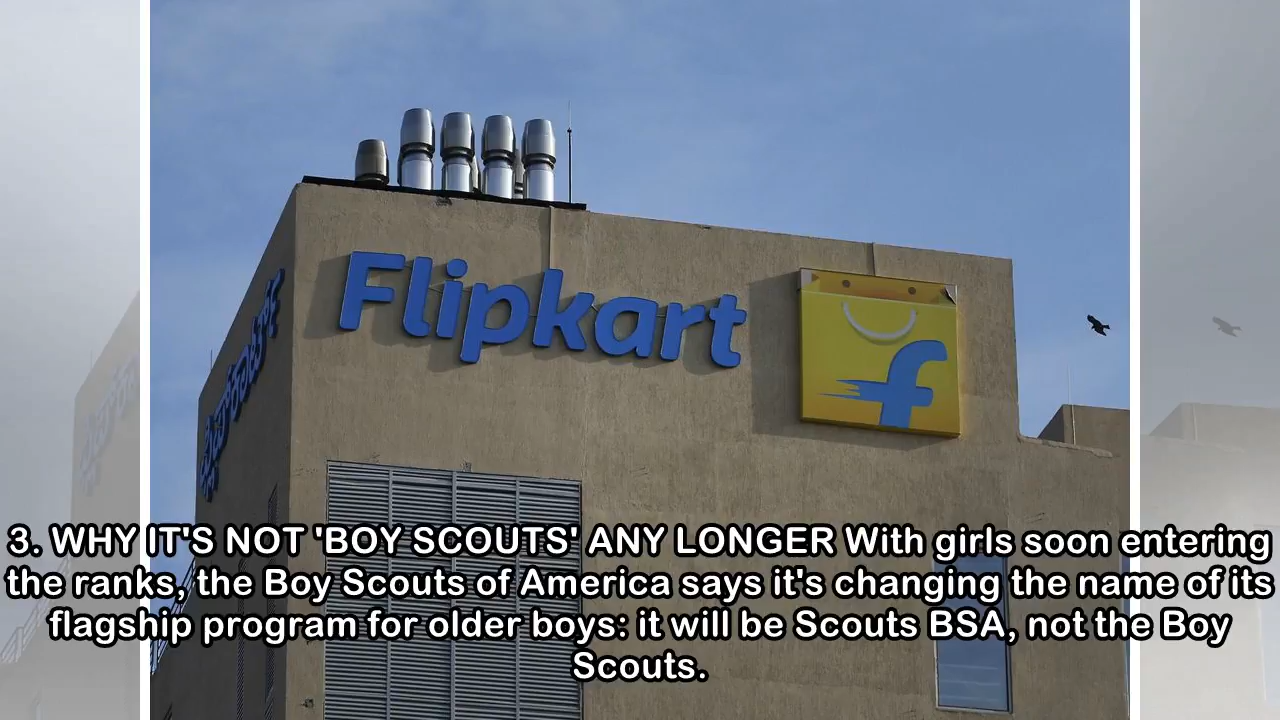 Flipkart
f
3. WHY IT'S NOT 'BOY SCOUTS' ANY LONGER With girls soon entering
the ranks, the Boy Scouts of America says it's changing the name of its
flagship program for older boys: it will be Scouts BSA, not the Boy
Scouts.